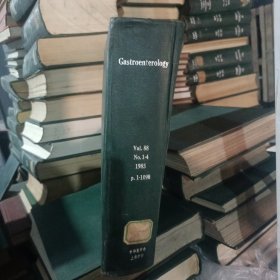 Gastroenterology
Vol. 88
No. 1-4
1985
p. 1-1098